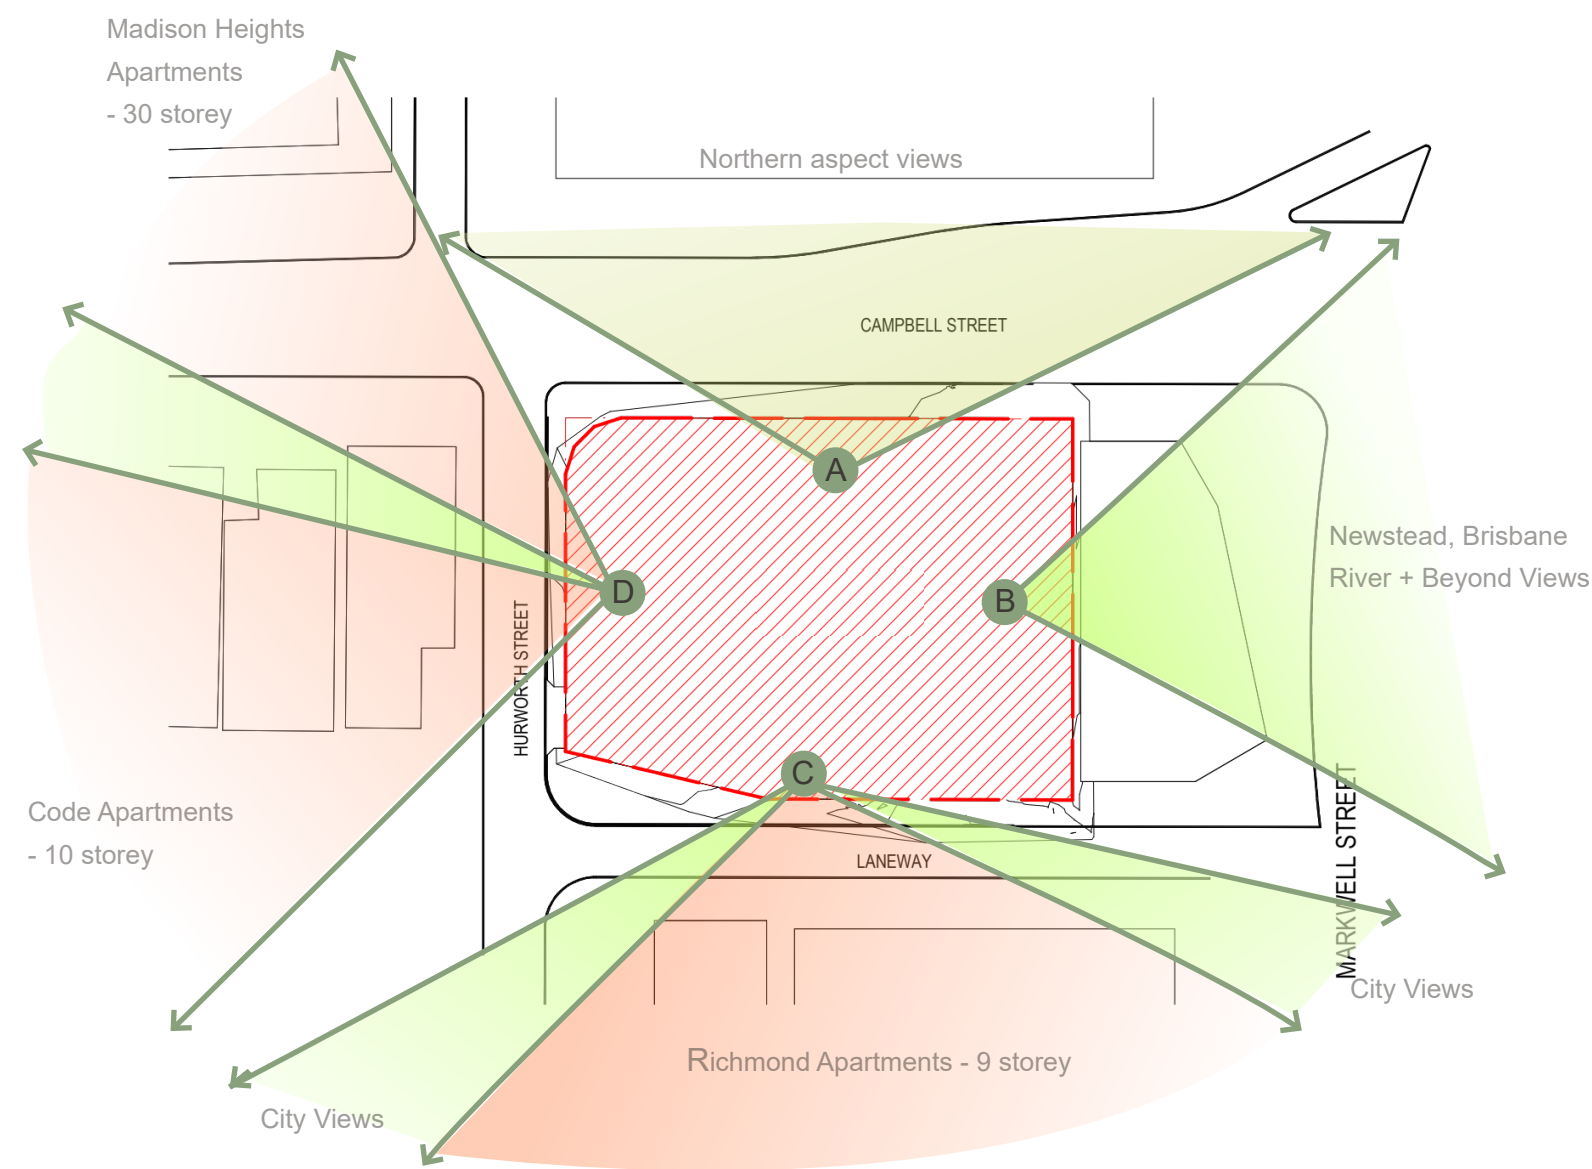 Madison Heights
Apartments
- 30 storey
Northern aspect views
CAMPBELL STREET
A
Newstead, Brisbane
River + Beyond Views
D
B
HURWORTH STREET
C
Code Apartments
- 10 storey
LANEWAY
MARKWELL STREET
City Views
Richmond Apartments - 9 storey
City Views